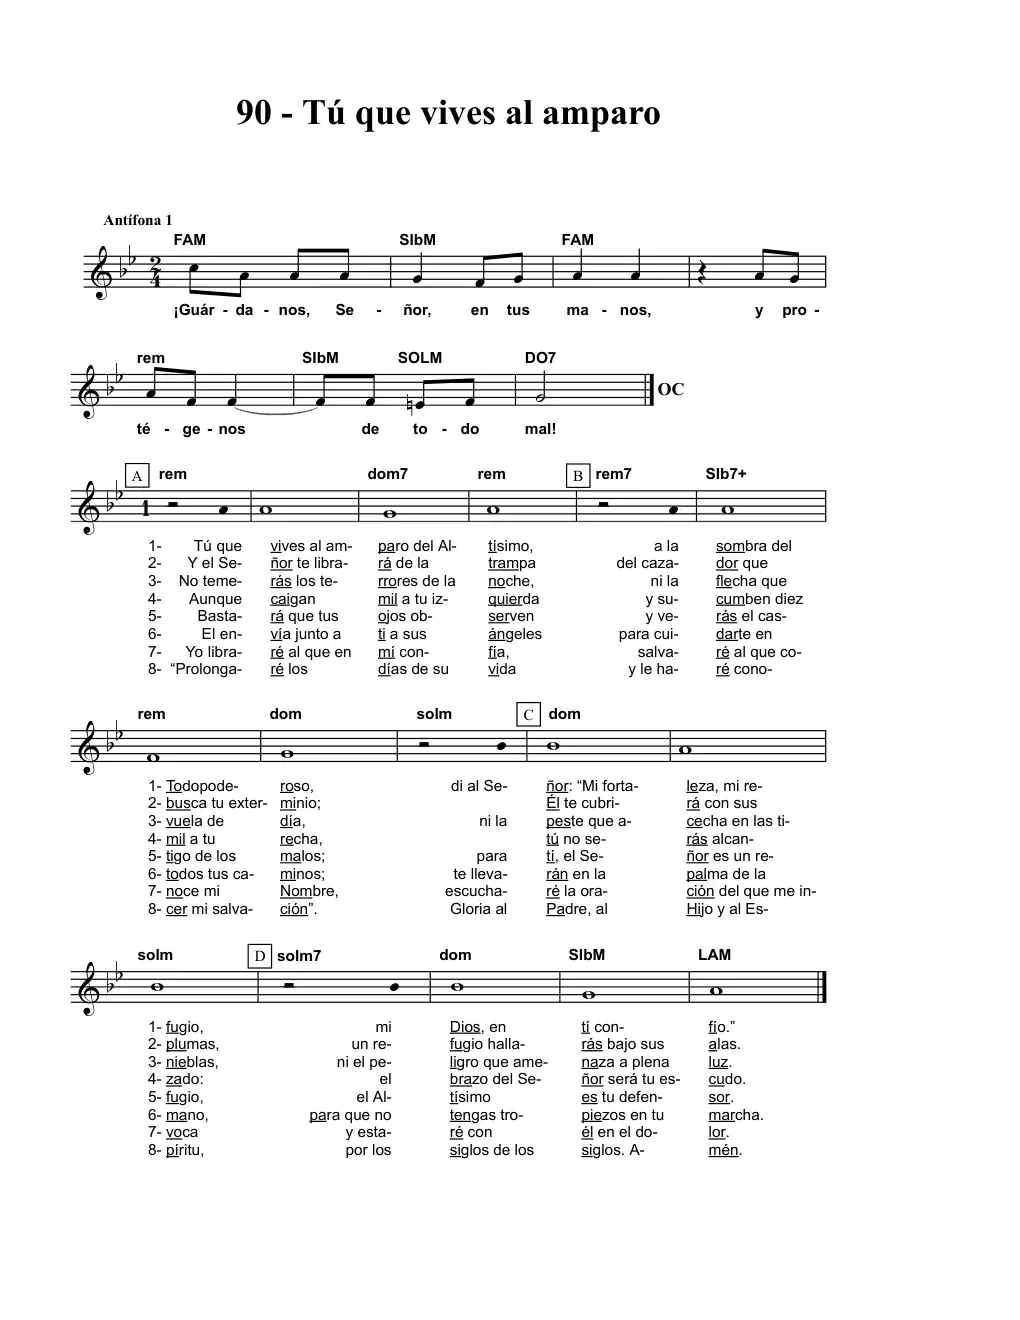 90 - Tú que vives al amparo
Antífona 1
FAM SIbM FAM
2
4
¡Guár - da - nos, Se - ñor, en tus ma - nos, y pro -
rem SIbM SOLM DO7
OC
té - ge - nos de to - do mal!
A rem dom7 rem B rem7 SIb7+
1
1- Tú que vives al am- paro del Al- tísimo, a la sombra del
2- Y el Se- ñor te libra- rá de la trampa del caza- dor que
3- No teme- rás los te- rrores de la noche, ni la flecha que
4- Aunque caigan mil a tu iz- quierda y su- cumben diez
5- Basta- rá que tus ojos ob- serven y ve- rás el cas-
6- El en- vía junto a ti a sus ángeles para cui- darte en
7- Yo libra- ré al que en mí con- fía, salva- ré al que co-
8- “Prolonga- ré los días de su vida y le ha- ré cono-
rem dom solm C dom
1- Todopode- roso, di al Se- ñor: “Mi forta- leza, mi re-
2- busca tu exter- minio; Él te cubri- rá con sus
3- vuela de día, ni la peste que a- cecha en las ti-
4- mil a tu recha, tú no se- rás alcan-
5- tigo de los malos; para tí, el Se- ñor es un re-
6- todos tus ca- minos; te lleva- rán en la palma de la
7- noce mi Nombre, escucha- ré la ora- ción del que me in-
8- cer mi salva- ción”. Gloria al Padre, al Hijo y al Es-
solm D solm7 dom SIbM LAM
1- fugio, mi Dios, en tí con- fío.”
2- plumas, un re- fugio halla- rás bajo sus alas.
3- nieblas, ni el pe- ligro que ame- naza a plena luz.
4- zado: el brazo del Se- ñor será tu es- cudo.
5- fugio, el Al- tísimo es tu defen- sor.
6- mano, para que no tengas tro- piezos en tu marcha.
7- voca y esta- ré con él en el do- lor.
8- píritu, por los siglos de los siglos. A- mén.